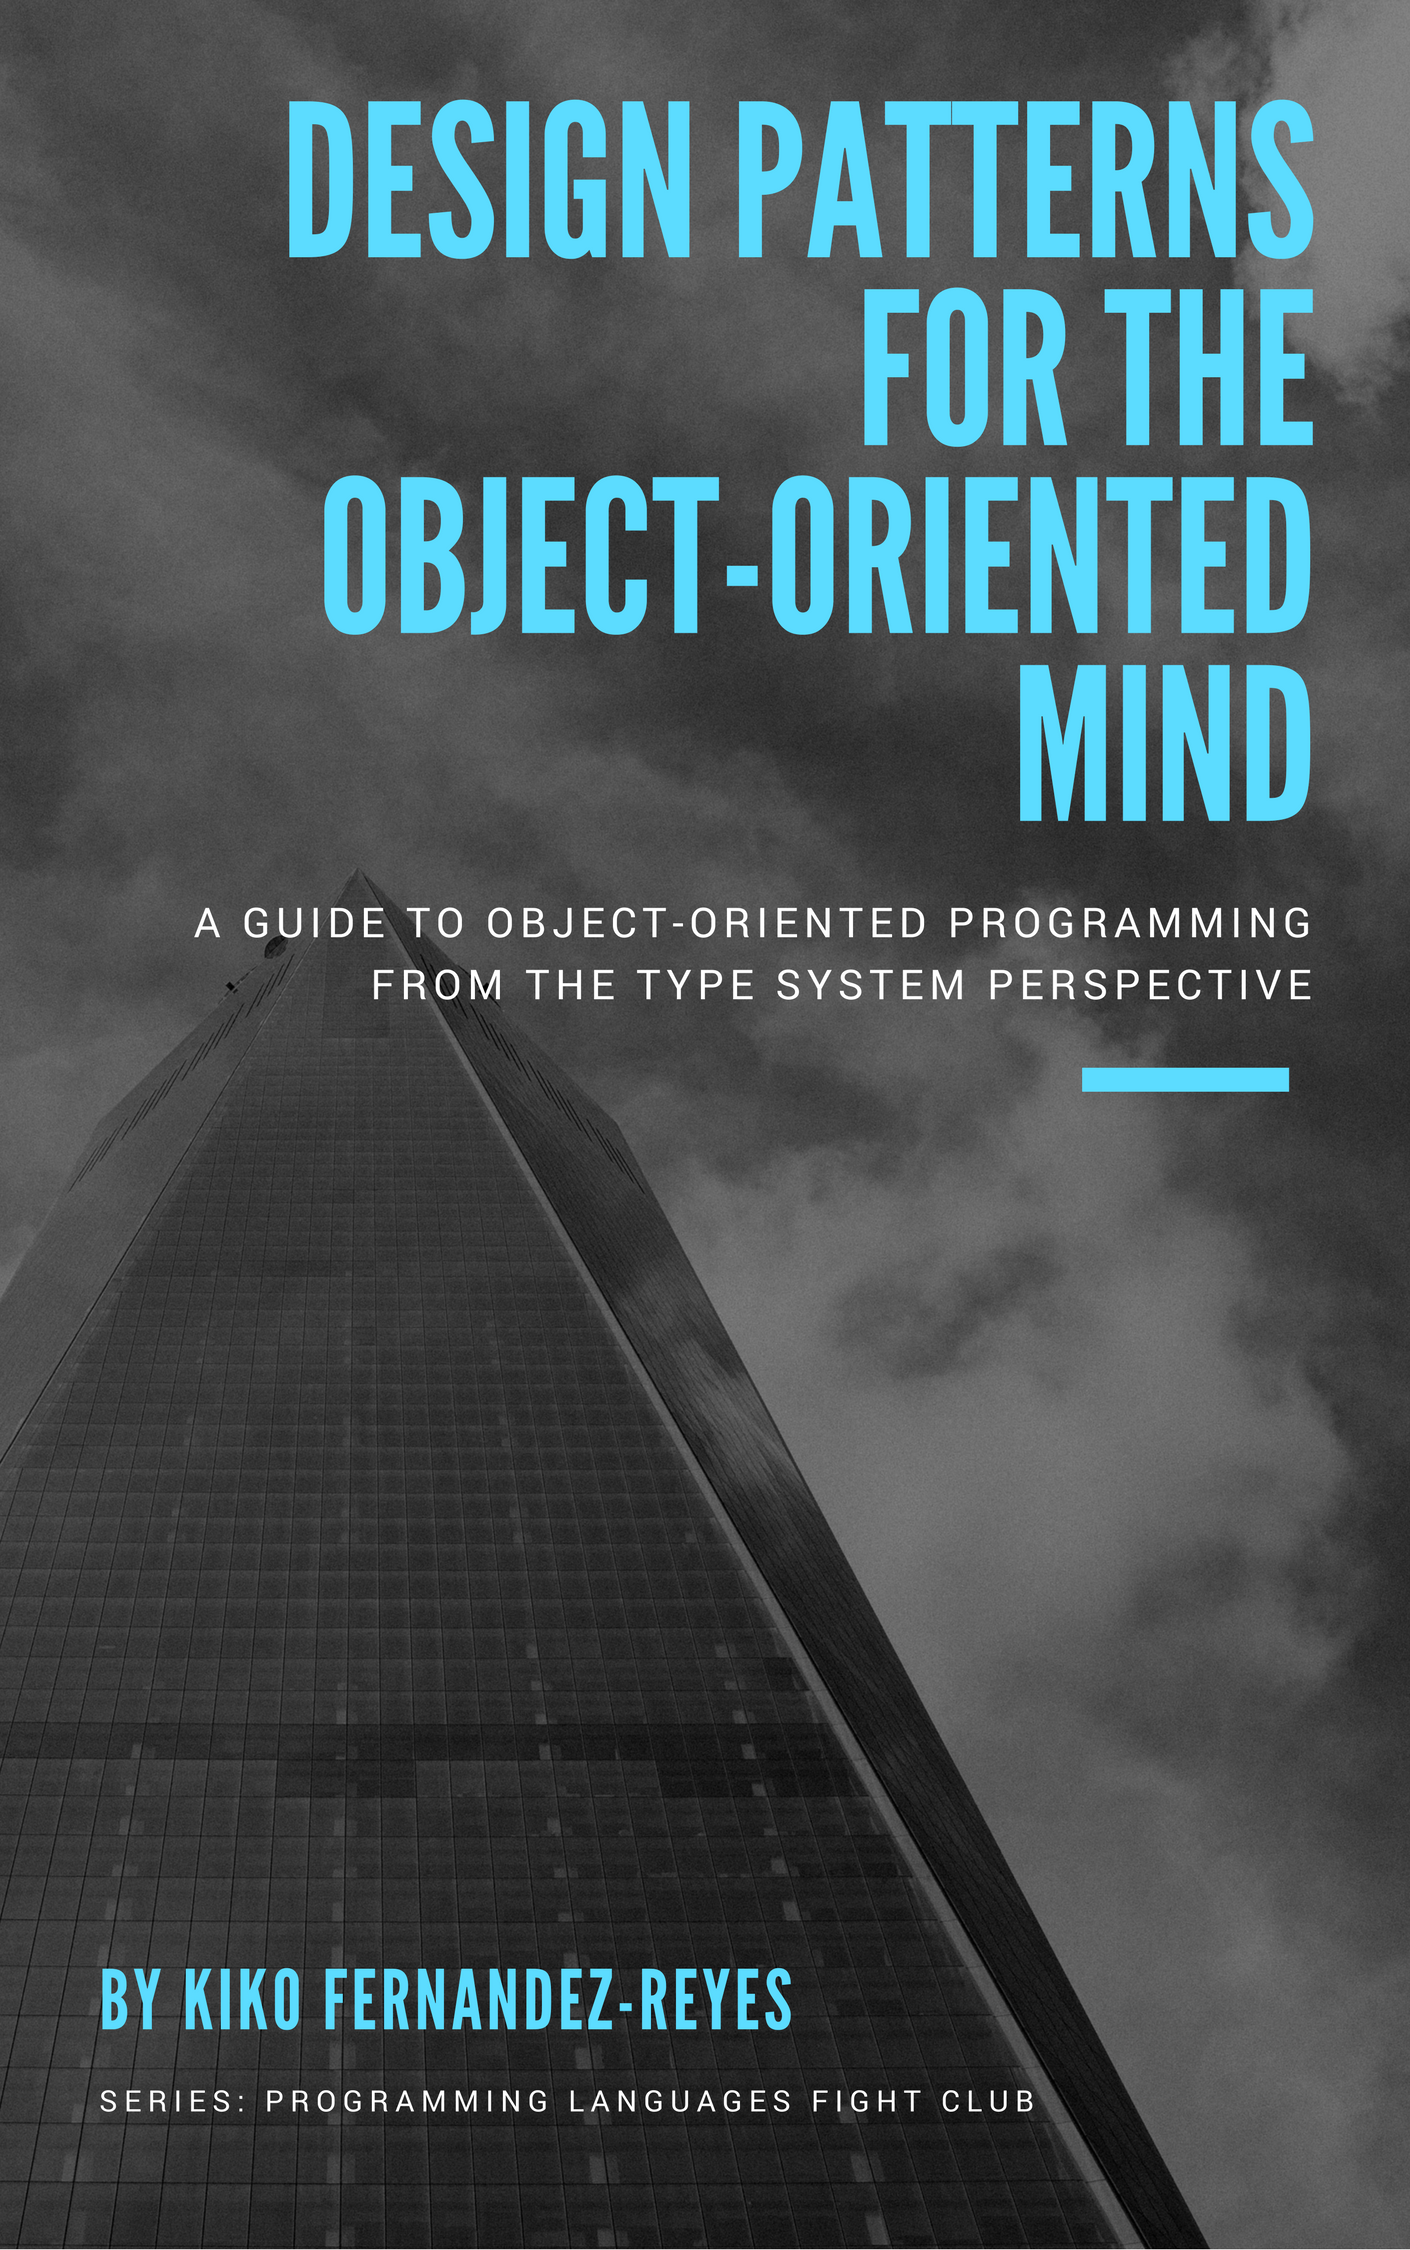 DESIGN PATTERNS
FOR THE
OBJECT-ORIENTED
MIND
A GUIDE TO OBJECT-ORIENTED PROGRAMMING
FROM THE TYPE SYSTEM PERSPECTIVE
BY KIKO FERNANDEZ-REYES
SERIES: PROGRAMMING LANGUAGES FIGHT CLUB